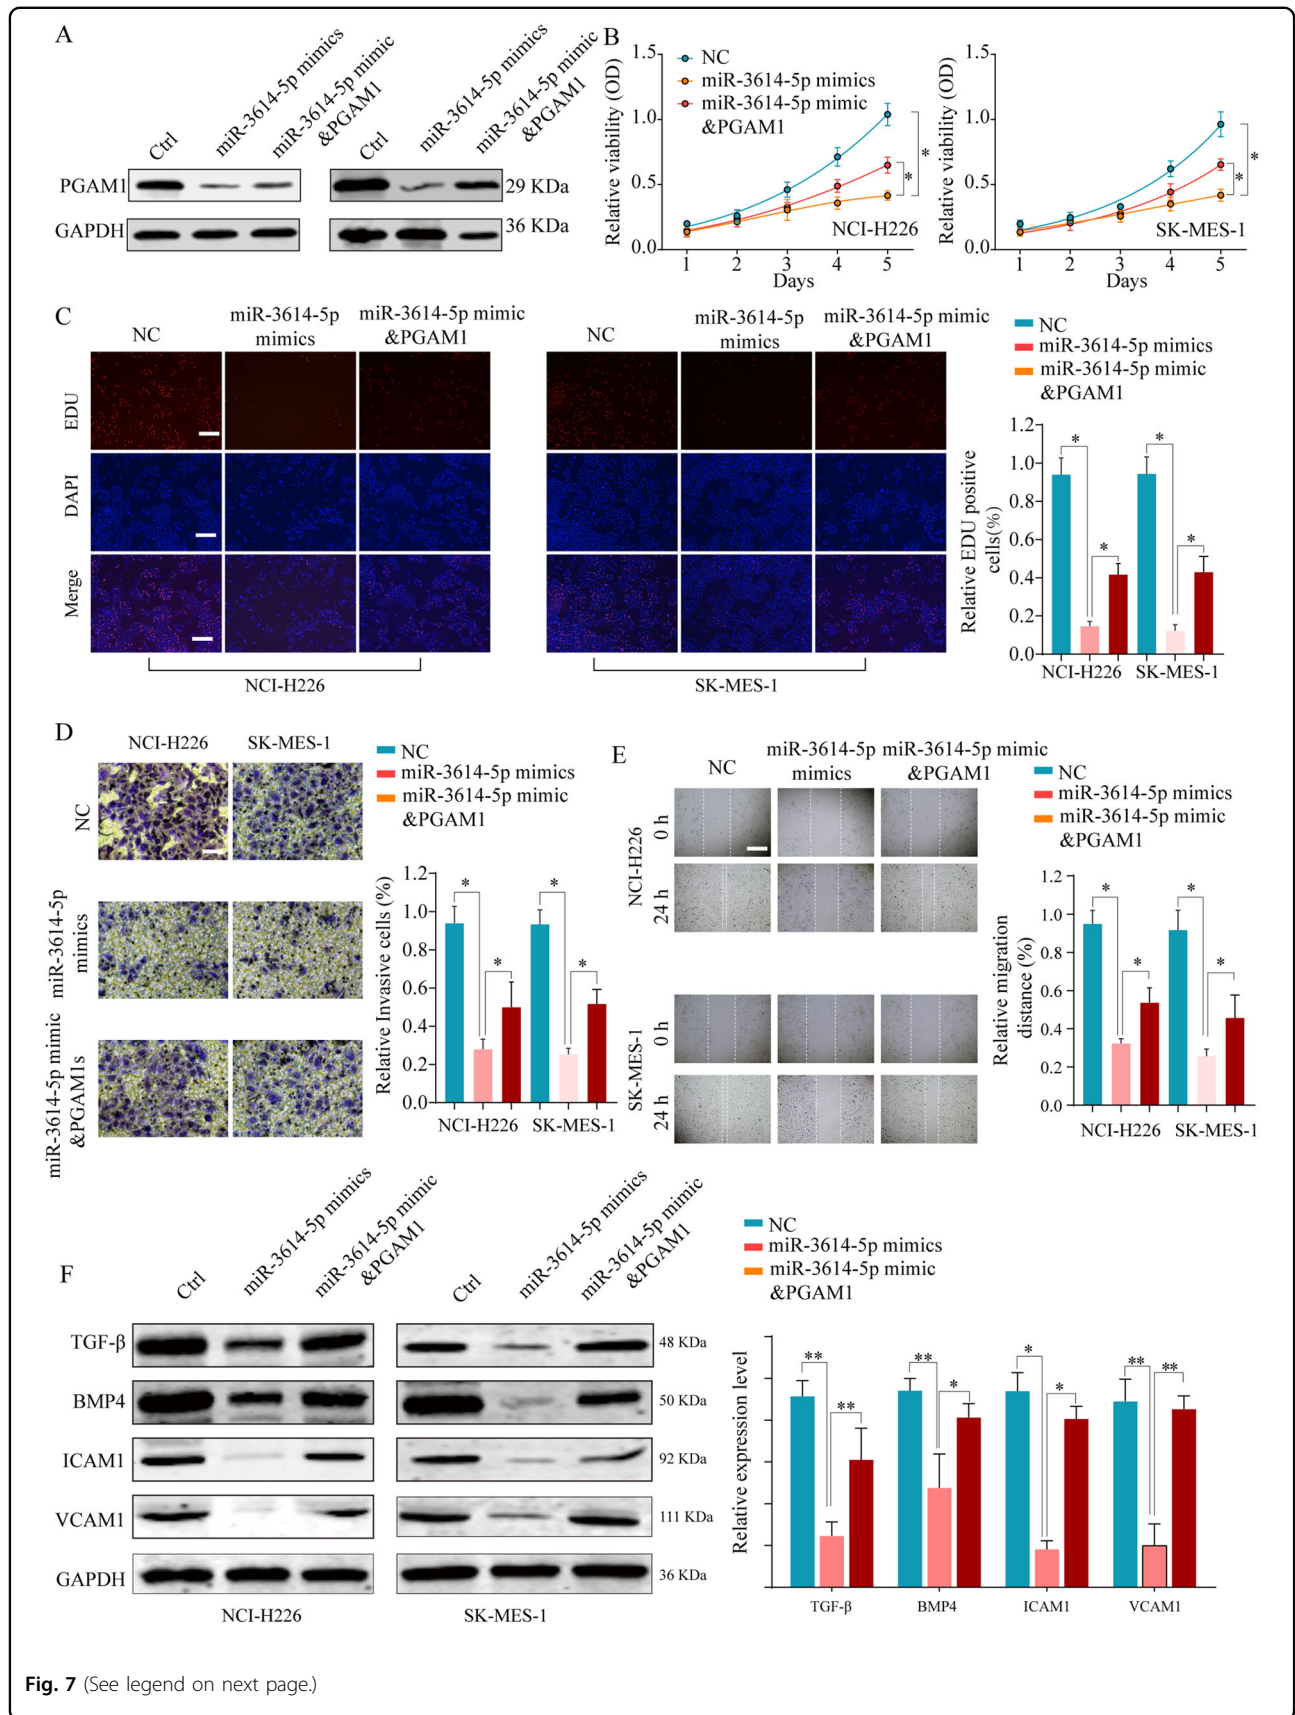 A
Ctrl
miR-3614-5p mimics
miR-3614-5p mimic
&PGAM1
Ctrl
miR-3614-5p mimics
miR-3614-5p mimic
&PGAM1
PGAM1
29 KDa
GAPDH
36 KDa
B
Relative viability (OD)
1.5
1.0
0.5
0.0
NC
miR-3614-5p mimics
miR-3614-5p mimic
&PGAM1
*
*
NCI-H226
1 2 3 4 5
Days
Relative viability (OD)
1.5
1.0
0.5
0.0
*
*
SK-MES-1
1 2 3 4 5
Days
C
NC
miR-3614-5p
mimics
miR-3614-5p mimic
&PGAM1
NC
miR-3614-5p
mimics
miR-3614-5p mimic
&PGAM1
EDU
DAPI
Merge
NCI-H226
SK-MES-1
NC
miR-3614-5p mimics
miR-3614-5p mimic
&PGAM1
Relative EDU positive
cells(%)
1.2
1.0
0.8
0.6
0.4
0.2
0.0
* * * *
NCI-H226 SK-MES-1
D
NCI-H226 SK-MES-1
NC
miR-3614-5p
mimics
miR-3614-5p mimic
&PGAM1s
NC
miR-3614-5p mimics
miR-3614-5p mimic
&PGAM1
Relative Invasive cells (%)
1.2
1.0
0.8
0.6
0.4
0.2
0.0
* * * *
NCI-H226 SK-MES-1
E
NC
miR-3614-5p
mimics
miR-3614-5p mimic
&PGAM1
NCI-H226
0 h
24 h
SK-MES-1
0 h
24 h
NC
miR-3614-5p mimics
miR-3614-5p mimic
&PGAM1
Relative migration
distance (%)
1.2
1.0
0.8
0.6
0.4
0.2
0.0
* * * *
NCI-H226 SK-MES-1
F
Ctrl
miR-3614-5p mimics
miR-3614-5p mimic
&PGAM1
Ctrl
miR-3614-5p mimics
miR-3614-5p mimic
&PGAM1
TGF-β
48 KDa
BMP4
50 KDa
ICAM1
92 KDa
VCAM1
111 KDa
GAPDH
36 KDa
NCI-H226
SK-MES-1
NC
miR-3614-5p mimics
miR-3614-5p mimic
&PGAM1
Relative expression level
** ** ** * * * ** **
TGF-β BMP4 ICAM1 VCAM1
Fig. 7 (See legend on next page.)